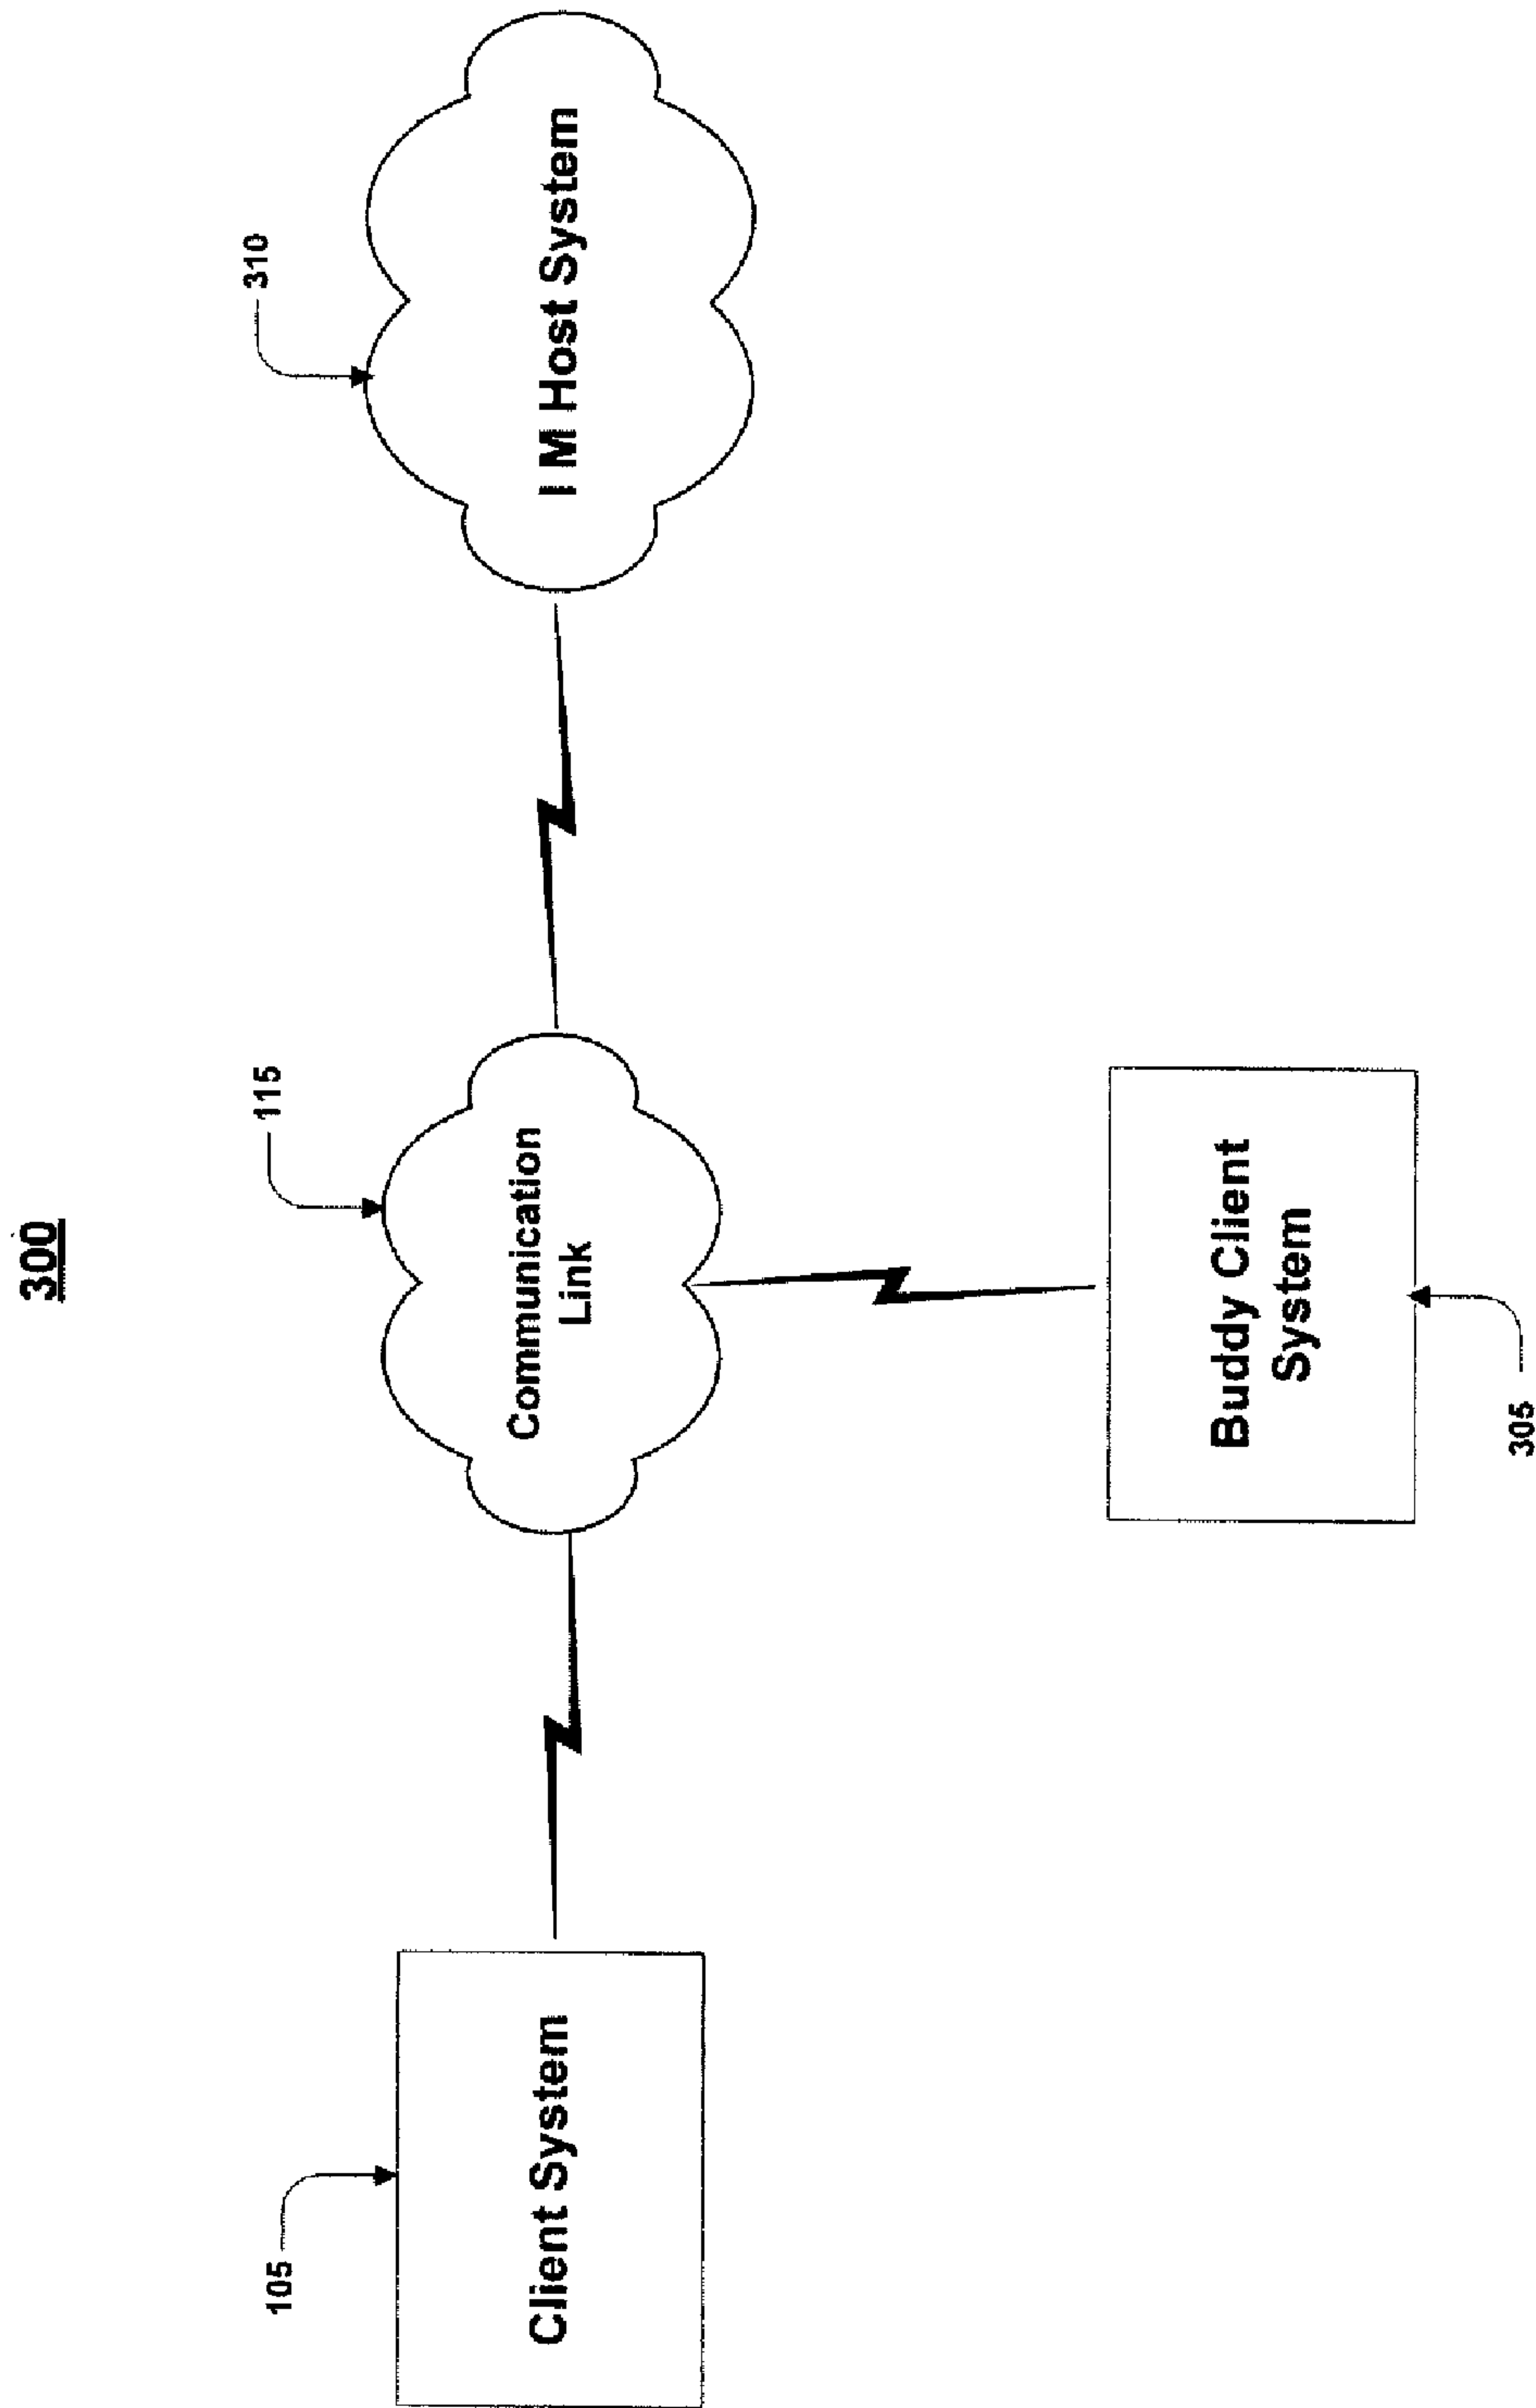 300
105
Client System
115
Communication
Link
310
I M Host System
Buddy Client
System
305